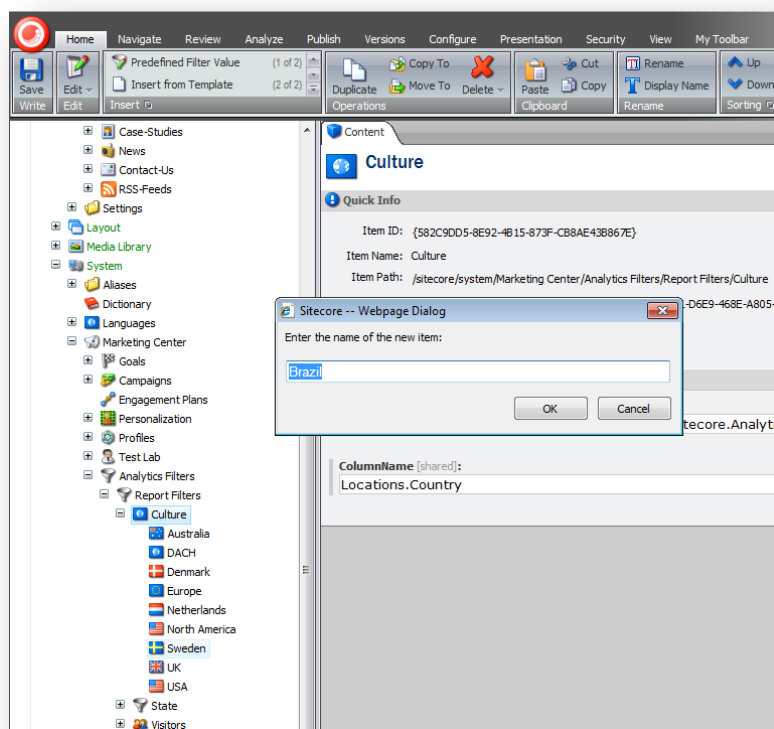 Home Navigate Review Analyze Publish Versions Configure Presentation Security View My Toolbar
Save
Write
Edit
Edit
Predefined Filter Value (1 of 2)
Insert from Template (2 of 2)
Insert
Duplicate
Copy To
Move To
Delete
Operations
Paste
Cut
Copy
Clipboard
Rename
Display Name
Rename
Up
Down
Sorting
Case-Studies
News
Contact-Us
RSS-Feeds
Settings
Layout
Media Library
System
Aliases
Dictionary
Languages
Marketing Center
Goals
Campaigns
Engagement Plans
Personalization
Profiles
Test Lab
Analytics Filters
Report Filters
Culture
Australia
DACH
Denmark
Europe
Netherlands
North America
Sweden
UK
USA
State
Visitors
Content
Culture
Quick Info
Item ID: {582C9DD5-8E92-4B15-873F-CB8AE43B867E}
Item Name: Culture
Item Path: /sitecore/system/Marketing Center/Analytics Filters/Report Filters/Culture
-D6E9-468E-A805-
Sitecore -- Webpage Dialog
Enter the name of the new item:
Brazil
OK Cancel
tecore.Analyti
ColumnName [shared]:
Locations.Country